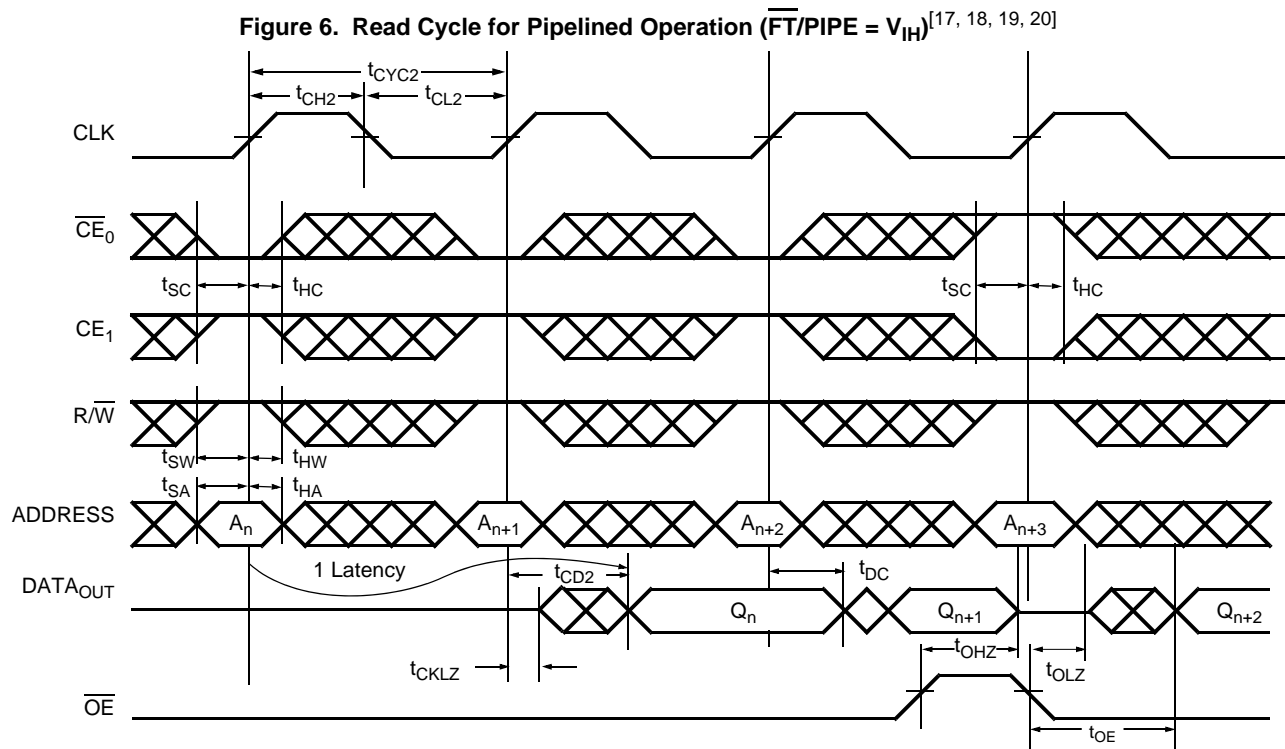 Figure 6. Read Cycle for Pipelined Operation (FT/PIPE = VIH)[17, 18, 19, 20]
tCYC2
tCH2 tCL2
CLK
CE0
tSC tHC tSC tHC
CE1
R/W
tSW tHW
tSA tHA
ADDRESS An An+1 An+2 An+3
1 Latency tCD2 tDC
DATAOUT Qn Qn+1 Qn+2
tOHZ
tCKLZ tOLZ
OE
tOE